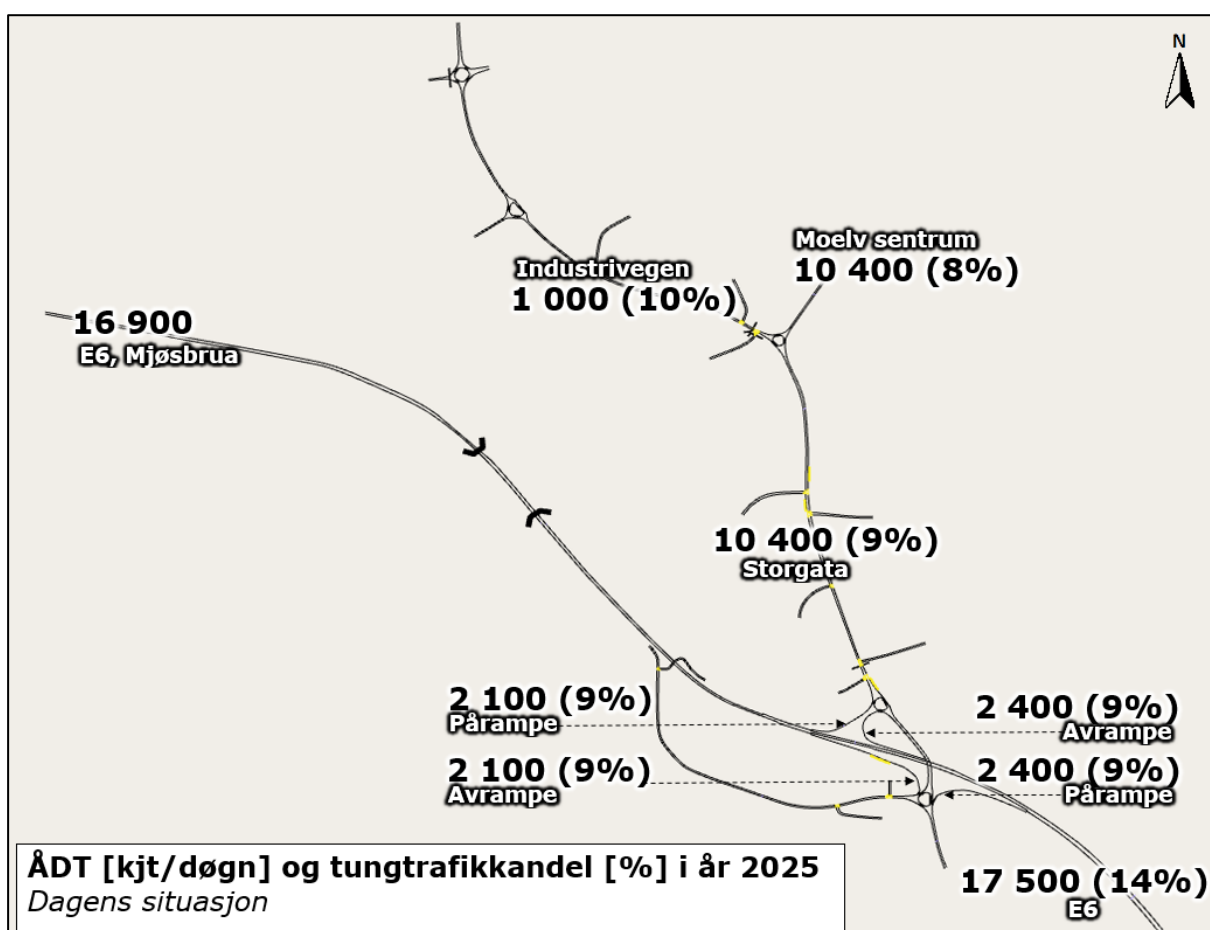 N
Moelv sentrum
10 400 (8%)
Industrivegen
1 000 (10%)
16 900
E6, Mjøsbrua
10 400 (9%)
Storgata
2 100 (9%)
Pårampe
2 400 (9%)
Avrampe
2 100 (9%)
Avrampe
2 400 (9%)
Pårampe
17 500 (14%)
E6
ÅDT [kjt/døgn] og tungtrafikkandel [%] i år 2025
Dagens situasjon